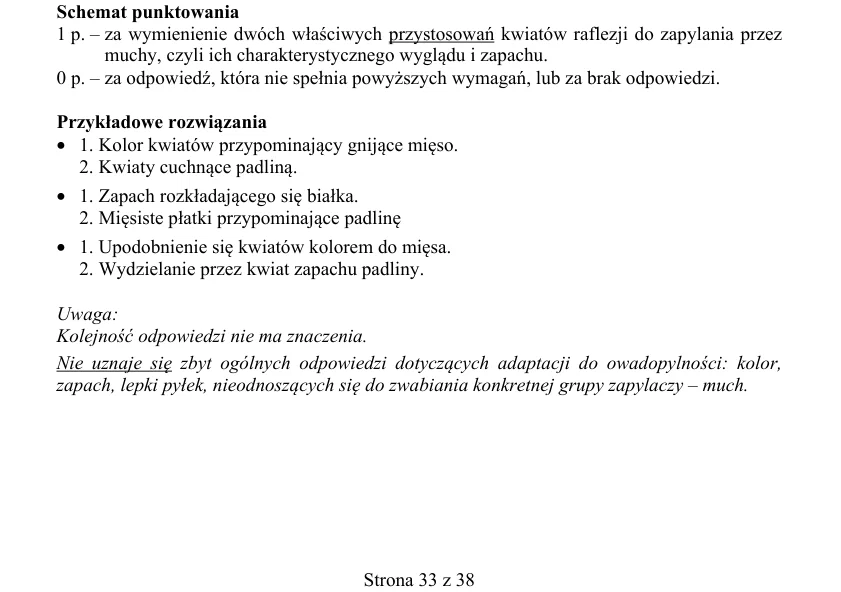 Schemat punktowania
1 p. – za wymienienie dwóch właściwych przystosowań kwiatów raflezji do zapylania przez
muchy, czyli ich charakterystycznego wyglądu i zapachu.
0 p. – za odpowiedź, która nie spełnia powyższych wymagań, lub za brak odpowiedzi.
Przykładowe rozwiązania
• 1. Kolor kwiatów przypominający gnijące mięso.
2. Kwiaty cuchnące padliną.
• 1. Zapach rozkładającego się białka.
2. Mięsiste płatki przypominające padlinę
• 1. Upodobnienie się kwiatów kolorem do mięsa.
2. Wydzielanie przez kwiat zapachu padliny.
Uwaga:
Kolejność odpowiedzi nie ma znaczenia.
Nie uznaje się zbyt ogólnych odpowiedzi dotyczących adaptacji do owadopylności: kolor,
zapach, lepki pyłek, nieodnoszących się do zwabiania konkretnej grupy zapylaczy – much.
Strona 33 z 38